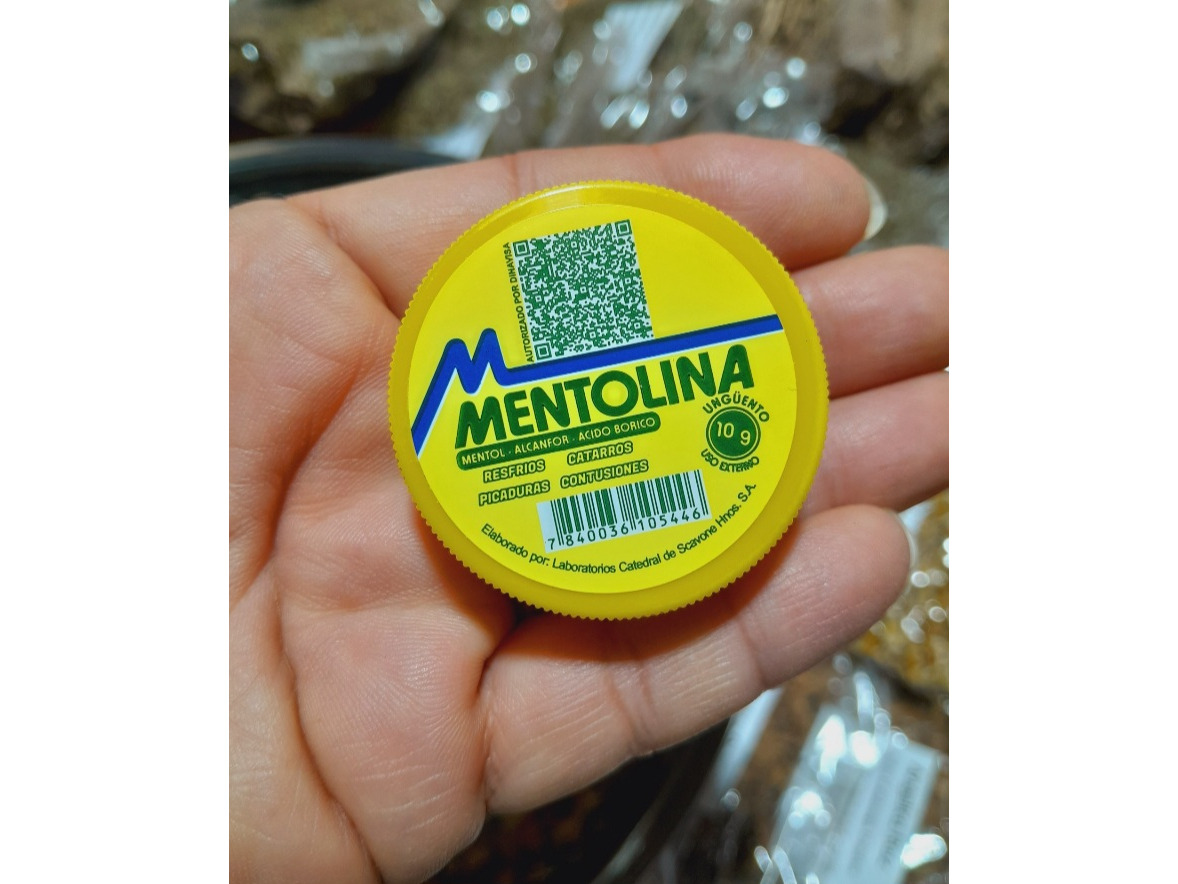 AUTORIZADO POR DINAVISA
M
MENTOLINA
MENTOL · ALCANFOR · ACIDO BORICO
RESFRIOS CATARROS
PICADURAS CONTUSIONES
UNGÜENTO
10 g
USO EXTERNO
7 840036 105446
Elaborado por: Laboratorios Catedral de Scavone Hnos. S.A.